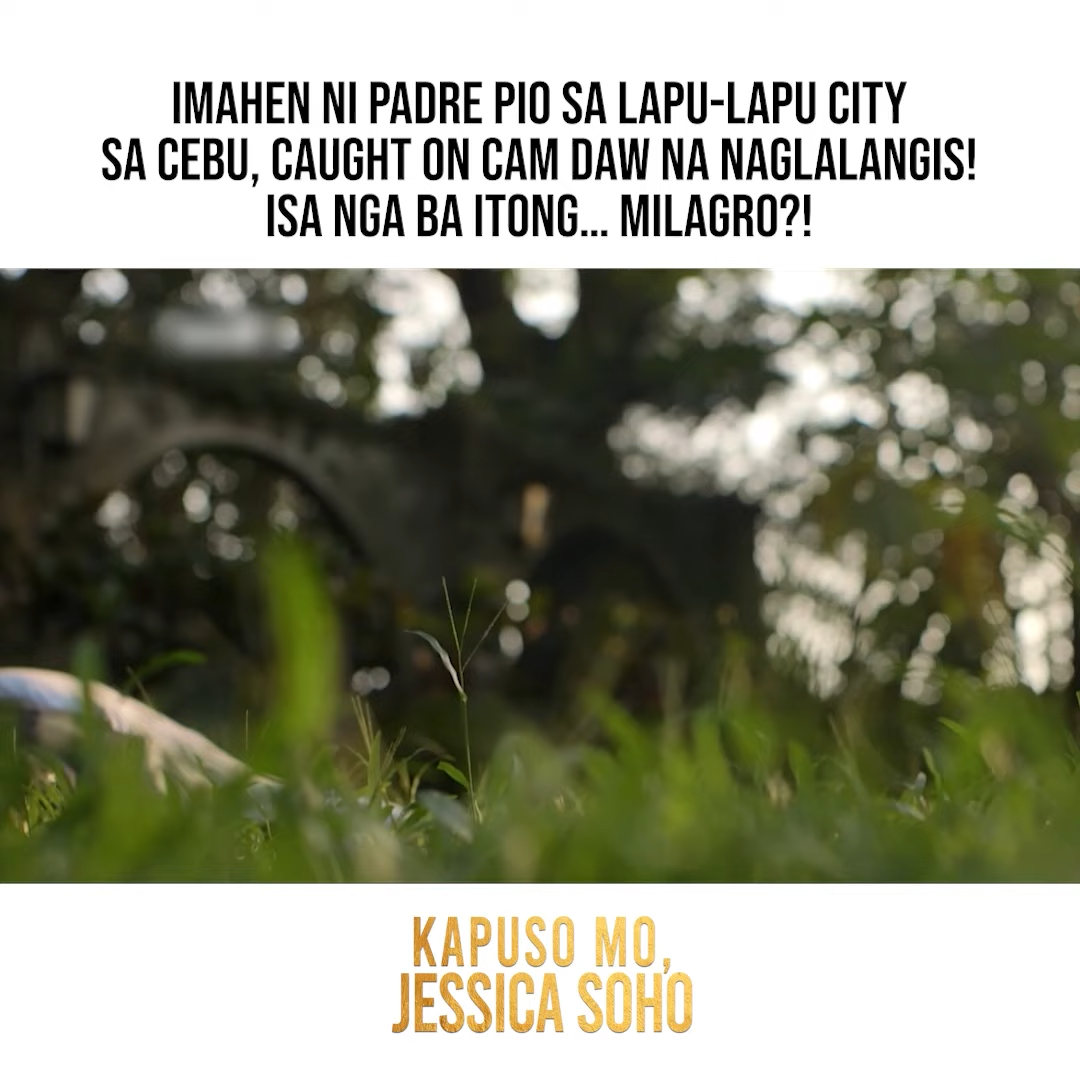 IMAHEN NI PADRE PIO SA LAPU-LAPU CITY
SA CEBU, CAUGHT ON CAM DAW NA NAGLALANGIS!
ISA NGA BA ITONG... MILAGRO?!
KAPUSO MO,
JESSICA SOHO